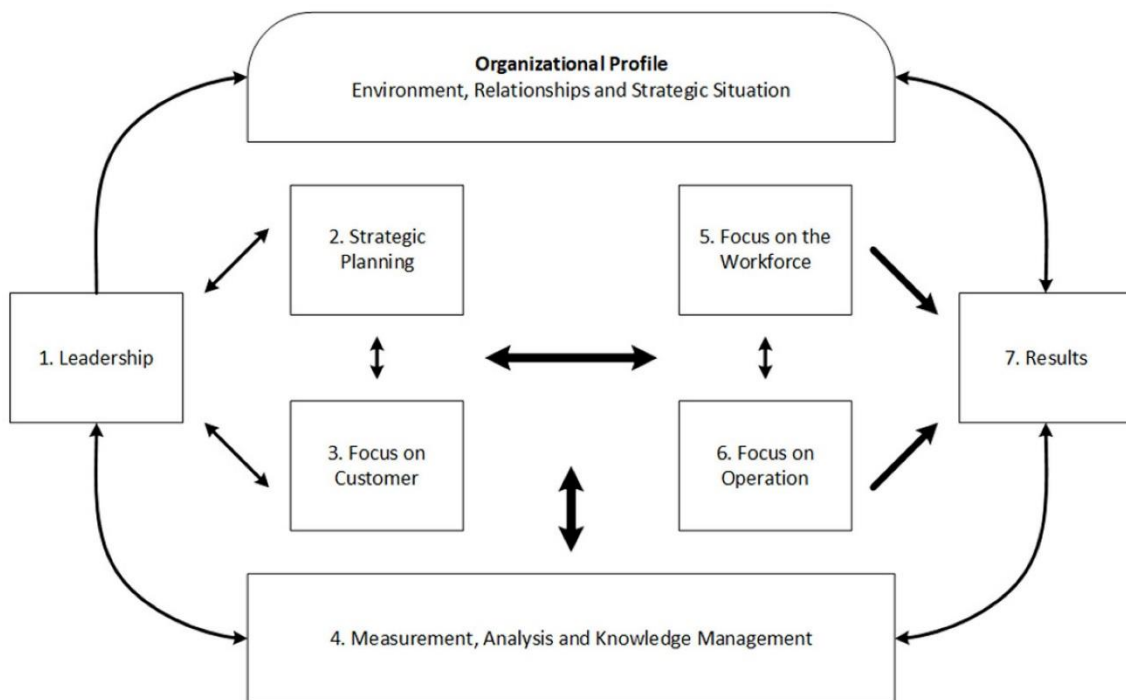 Organizational Profile
Environment, Relationships and Strategic Situation
2. Strategic
Planning
5. Focus on the
Workforce
1. Leadership
7. Results
3. Focus on
Customer
6. Focus on
Operation
4. Measurement, Analysis and Knowledge Management